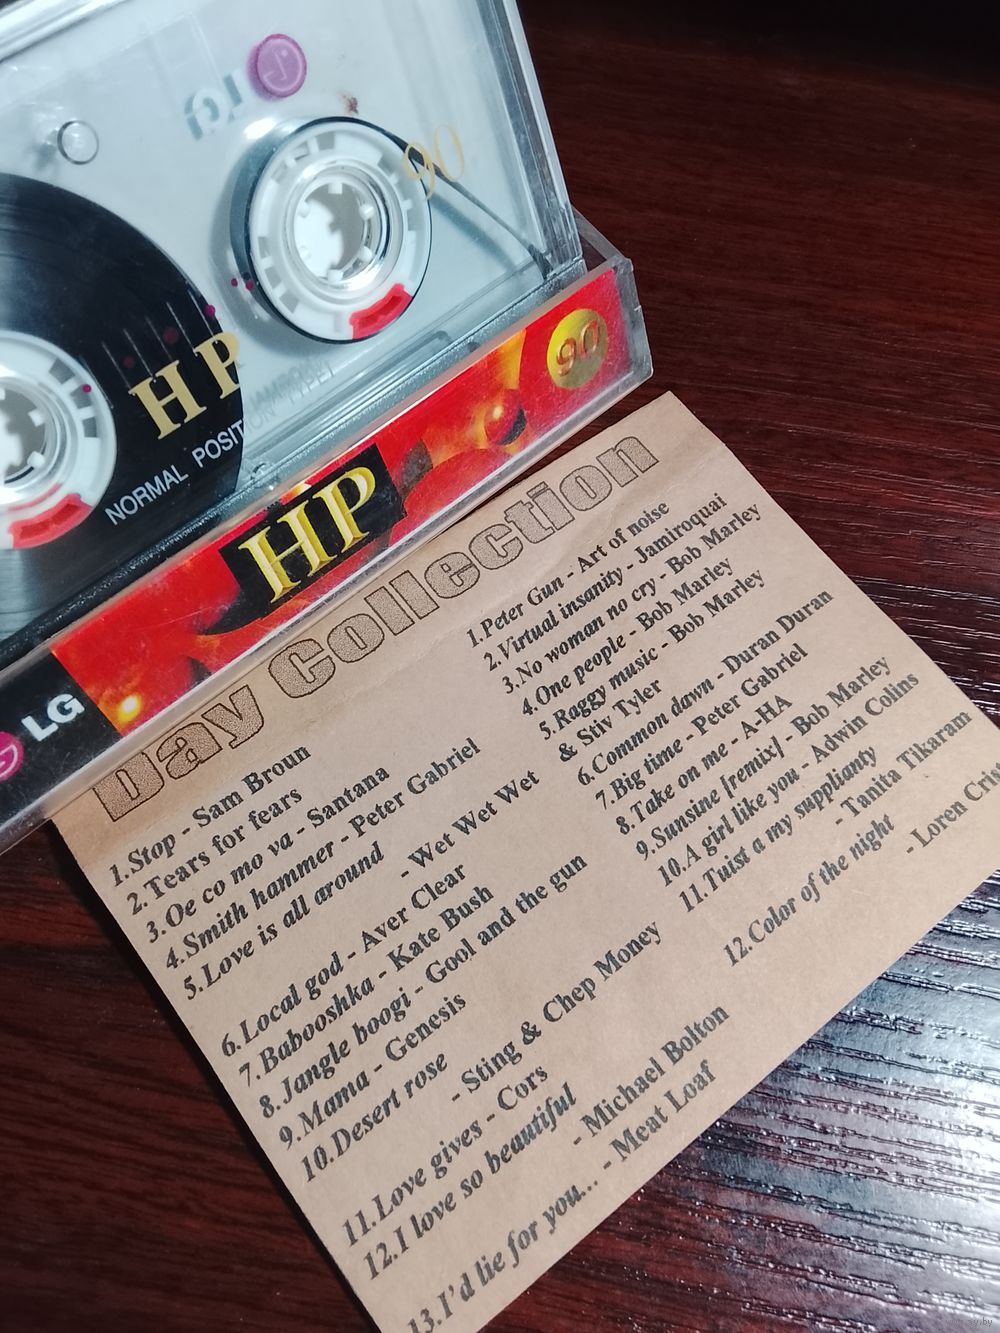 LG
90
HP
NORMAL POSITION
90
HP
LG
Day Collection
1.Stop - Sam Broun
2.Tears for fears
3.Oe co mo va - Santana
4.Smith hammer - Peter Gabriel
5.Love is all around
- Wet Wet Wet
6.Local god - Aver Clear
7.Babooshka - Kate Bush
8.Jangle boogi - Gool and the gun
9.Mama - Genesis
10.Desert rose
- Sting & Chep Money
11.Love gives - Cors
12.I love so beautiful
- Michael Bolton
13.I'd lie for you... - Meat Loaf
1.Peter Gun - Art of noise
2.Virtual insanity - Jamiroquai
3.No woman no cry - Bob Marley
4.One people - Bob Marley
5.Raggy music - Bob Marley
& Stiv Tyler
6.Common dawn - Duran Duran
7.Big time - Peter Gabriel
8.Take on me - A-HA
9.Sunsine [remix] - Bob Marley
10.A girl like you - Adwin Colins
11.Tuist a my supplianty
- Tanita Tikaram
12.Color of the night
- Loren Cris